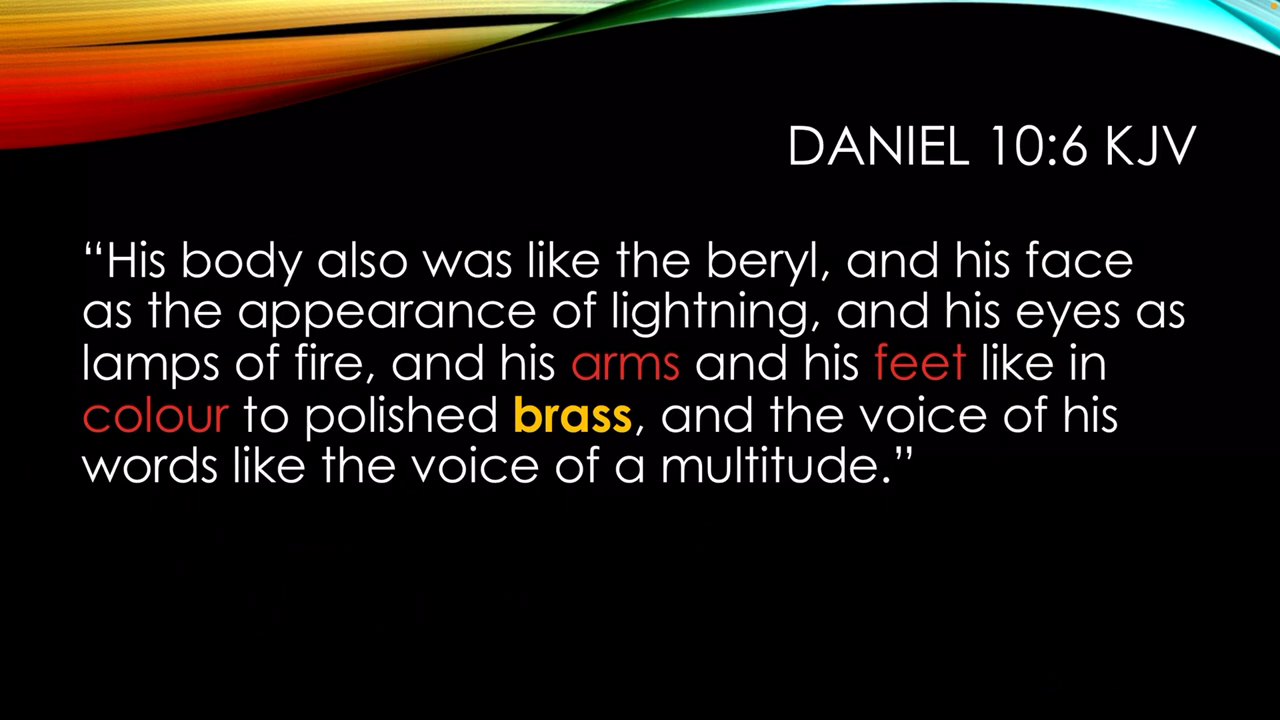 DANIEL 10:6 KJV
“His body also was like the beryl, and his face
as the appearance of lightning, and his eyes as
lamps of fire, and his arms and his feet like in
colour to polished brass, and the voice of his
words like the voice of a multitude.”